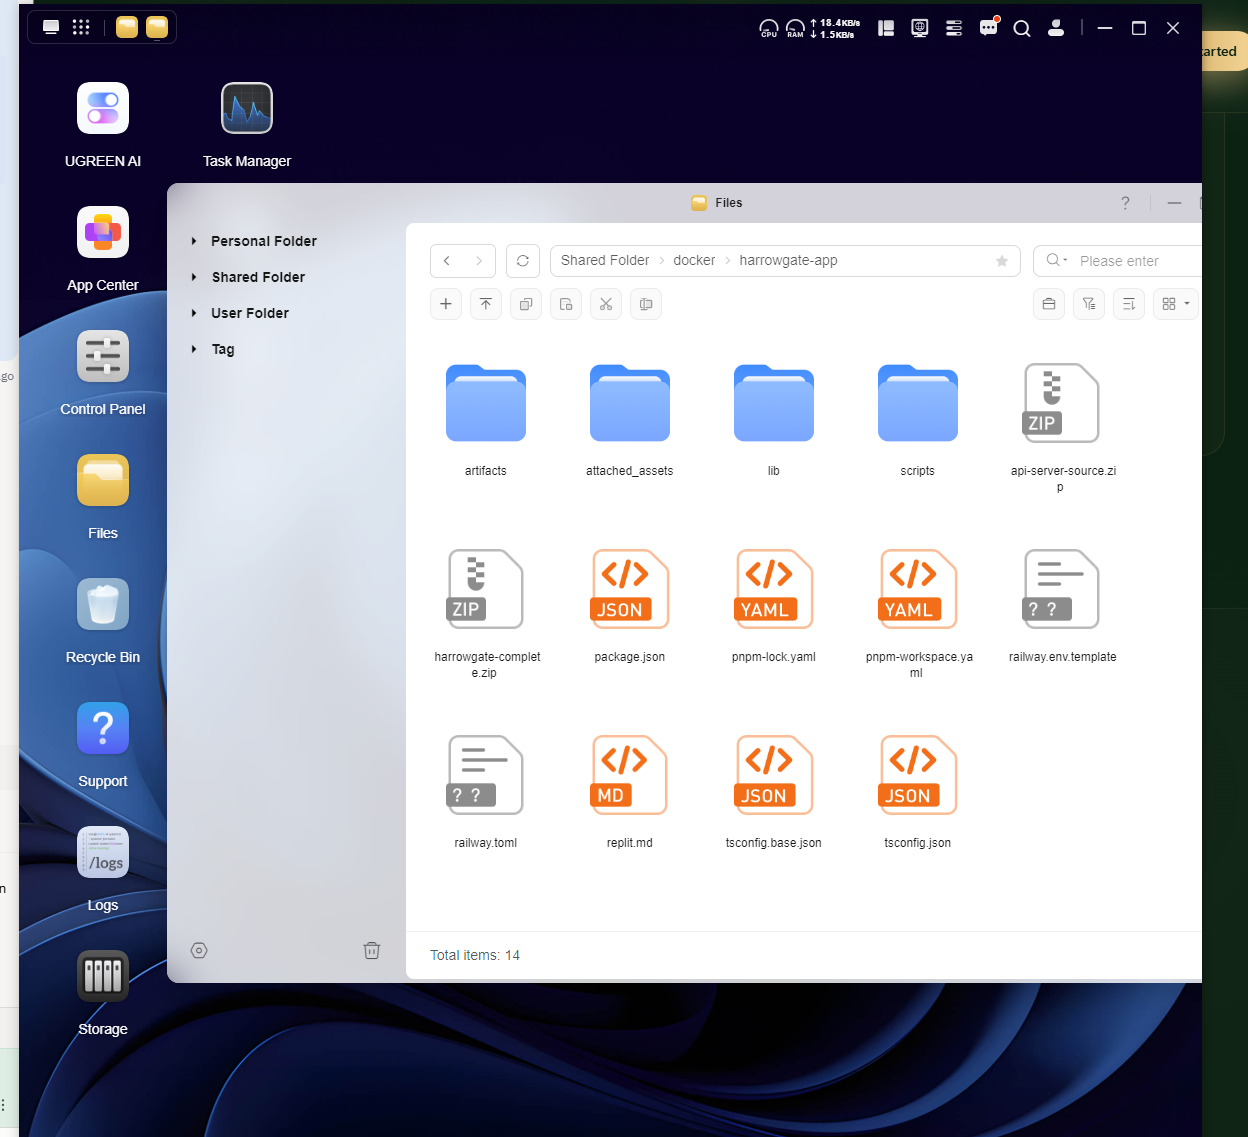 CPU
RAM
18.4KB/s
1.5KB/s
arted
UGREEN AI
Task Manager
App Center
Control Panel
Files
Recycle Bin
Support
/logs
Logs
Storage
go
n
Files
?
Personal Folder
Shared Folder
User Folder
Tag
Shared Folder > docker > harrowgate-app
Please enter
artifacts
attached_assets
lib
scripts
ZIP
api-server-source.zi
p
ZIP
harrowgate-complet
e.zip
JSON
package.json
YAML
pnpm-lock.yaml
YAML
pnpm-workspace.ya
ml
? ?
railway.env.template
? ?
railway.toml
MD
replit.md
JSON
tsconfig.base.json
JSON
tsconfig.json
Total items: 14